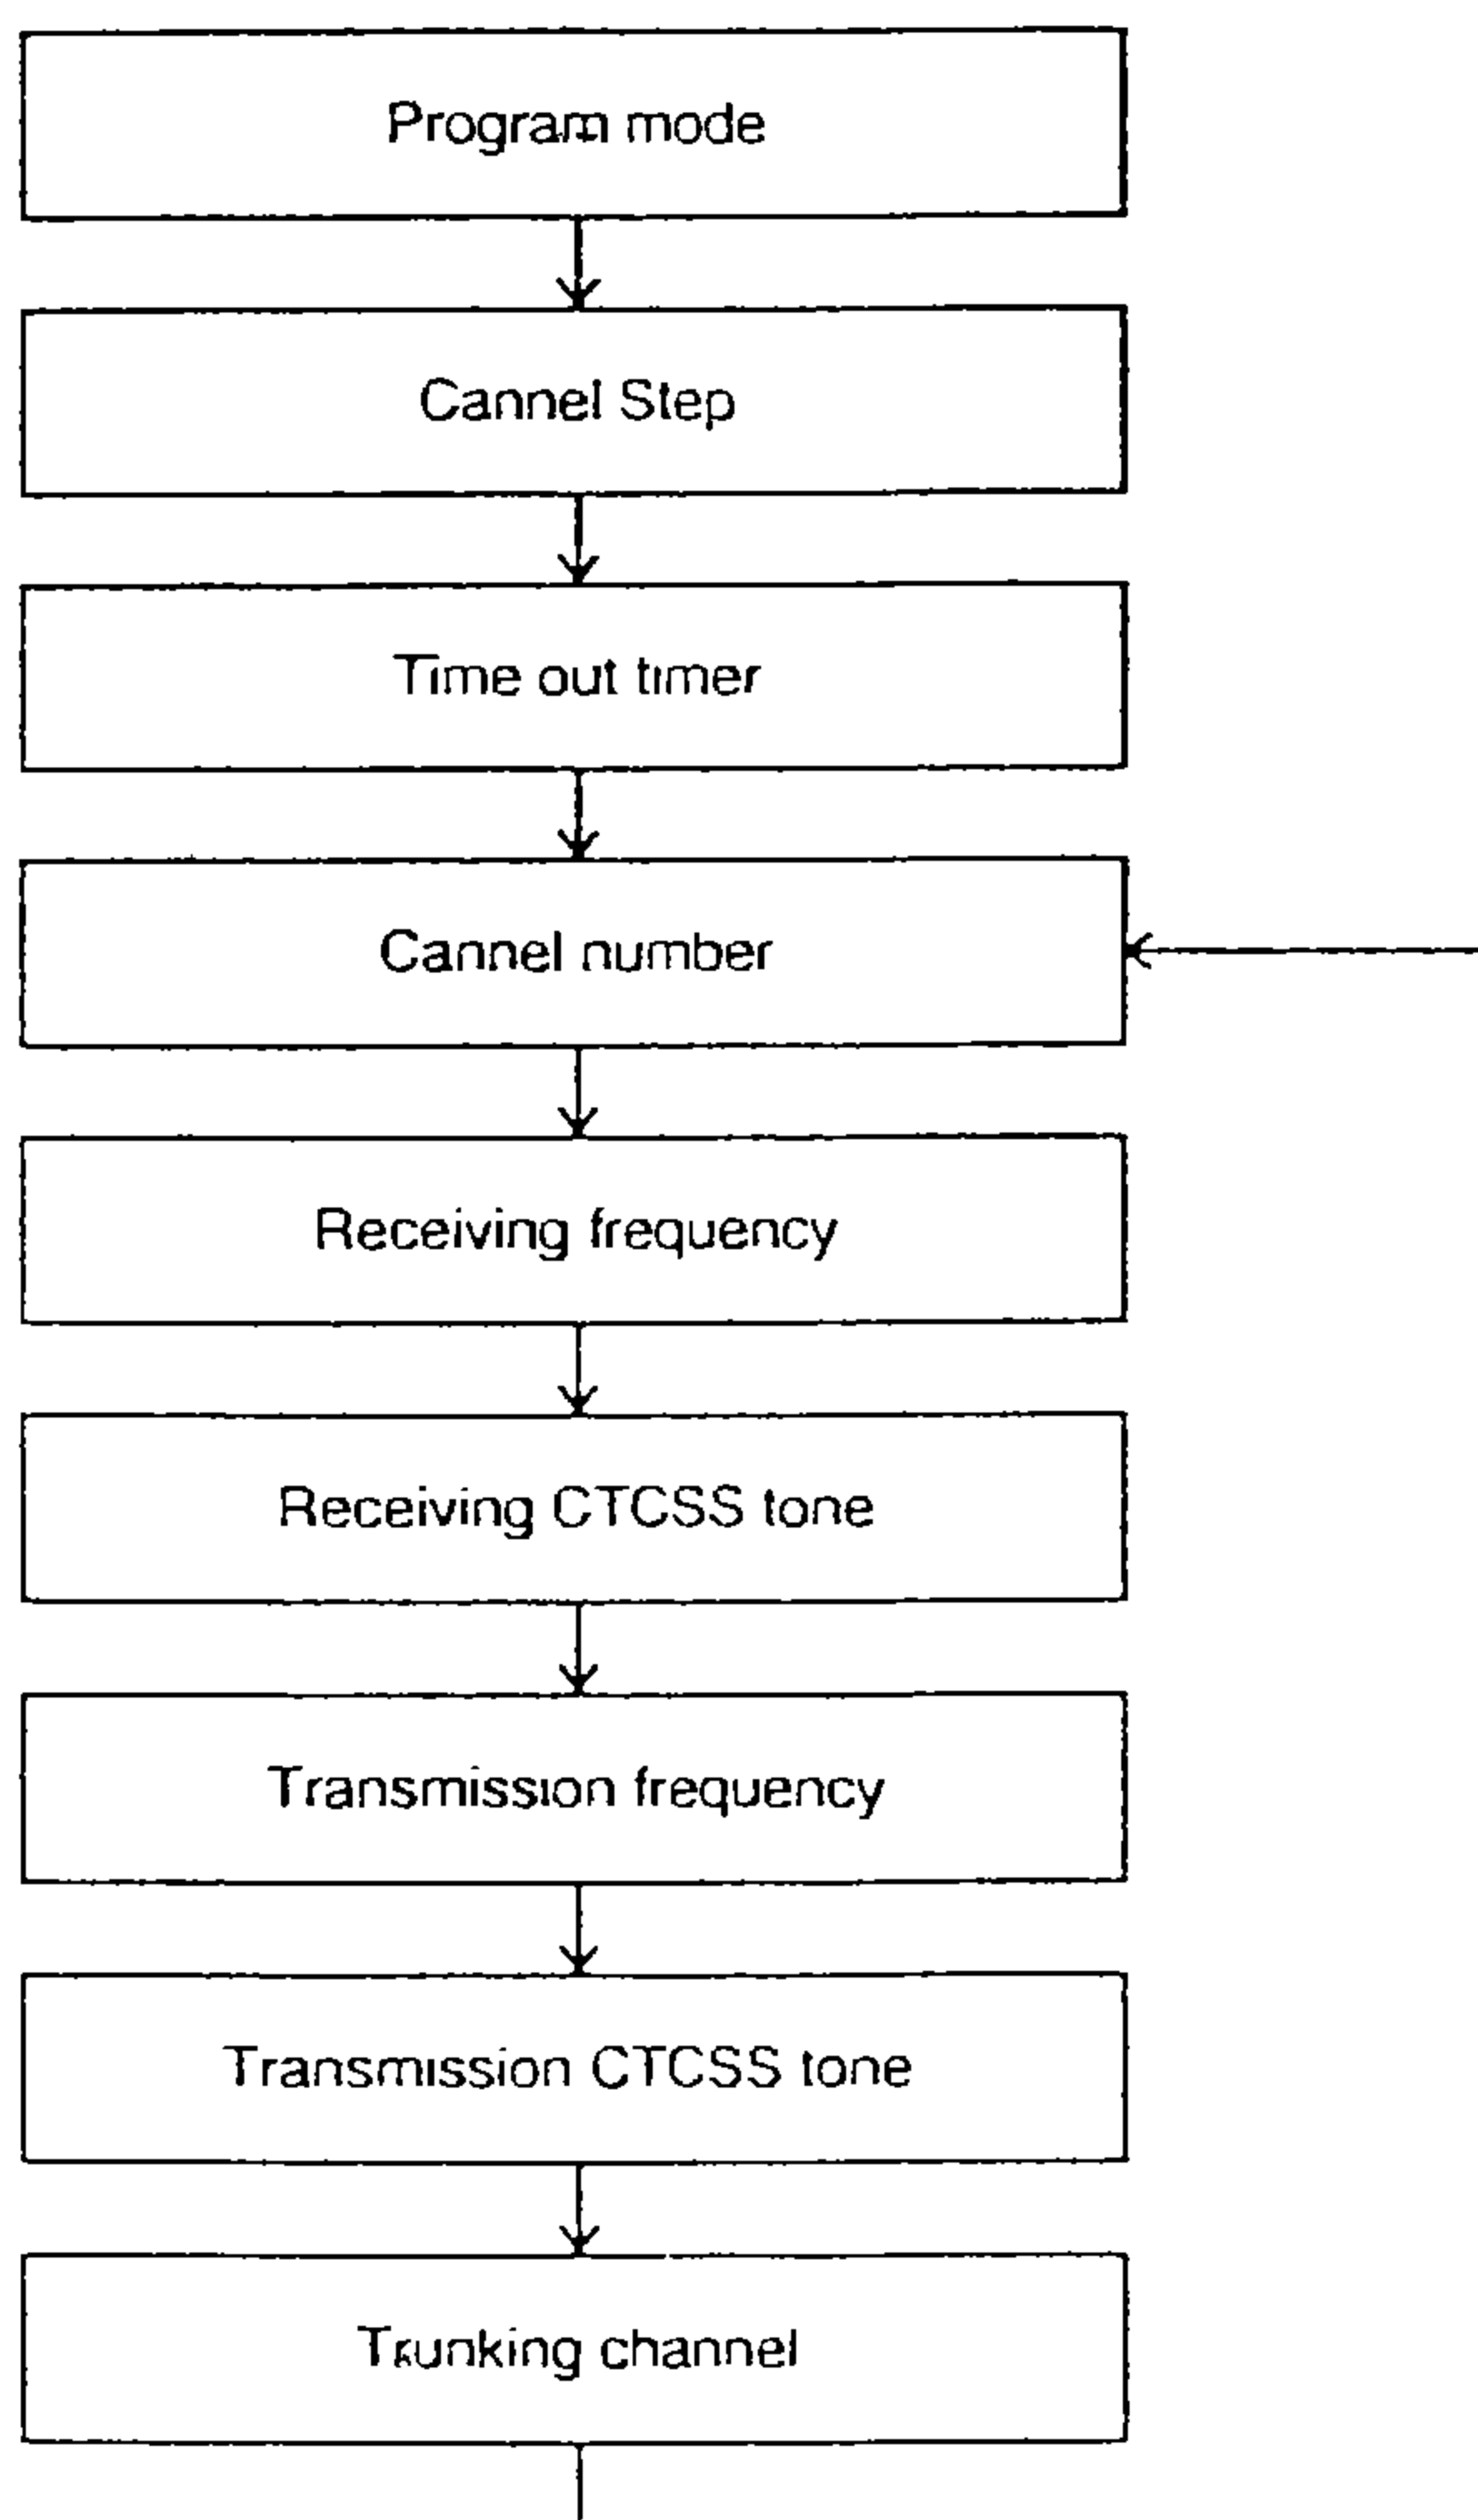 Program mode
Cannel Step
Time out timer
Cannel number
Receiving frequency
Receiving CTCSS tone
Transmission frequency
Transmission CTCSS tone
Trunking channel